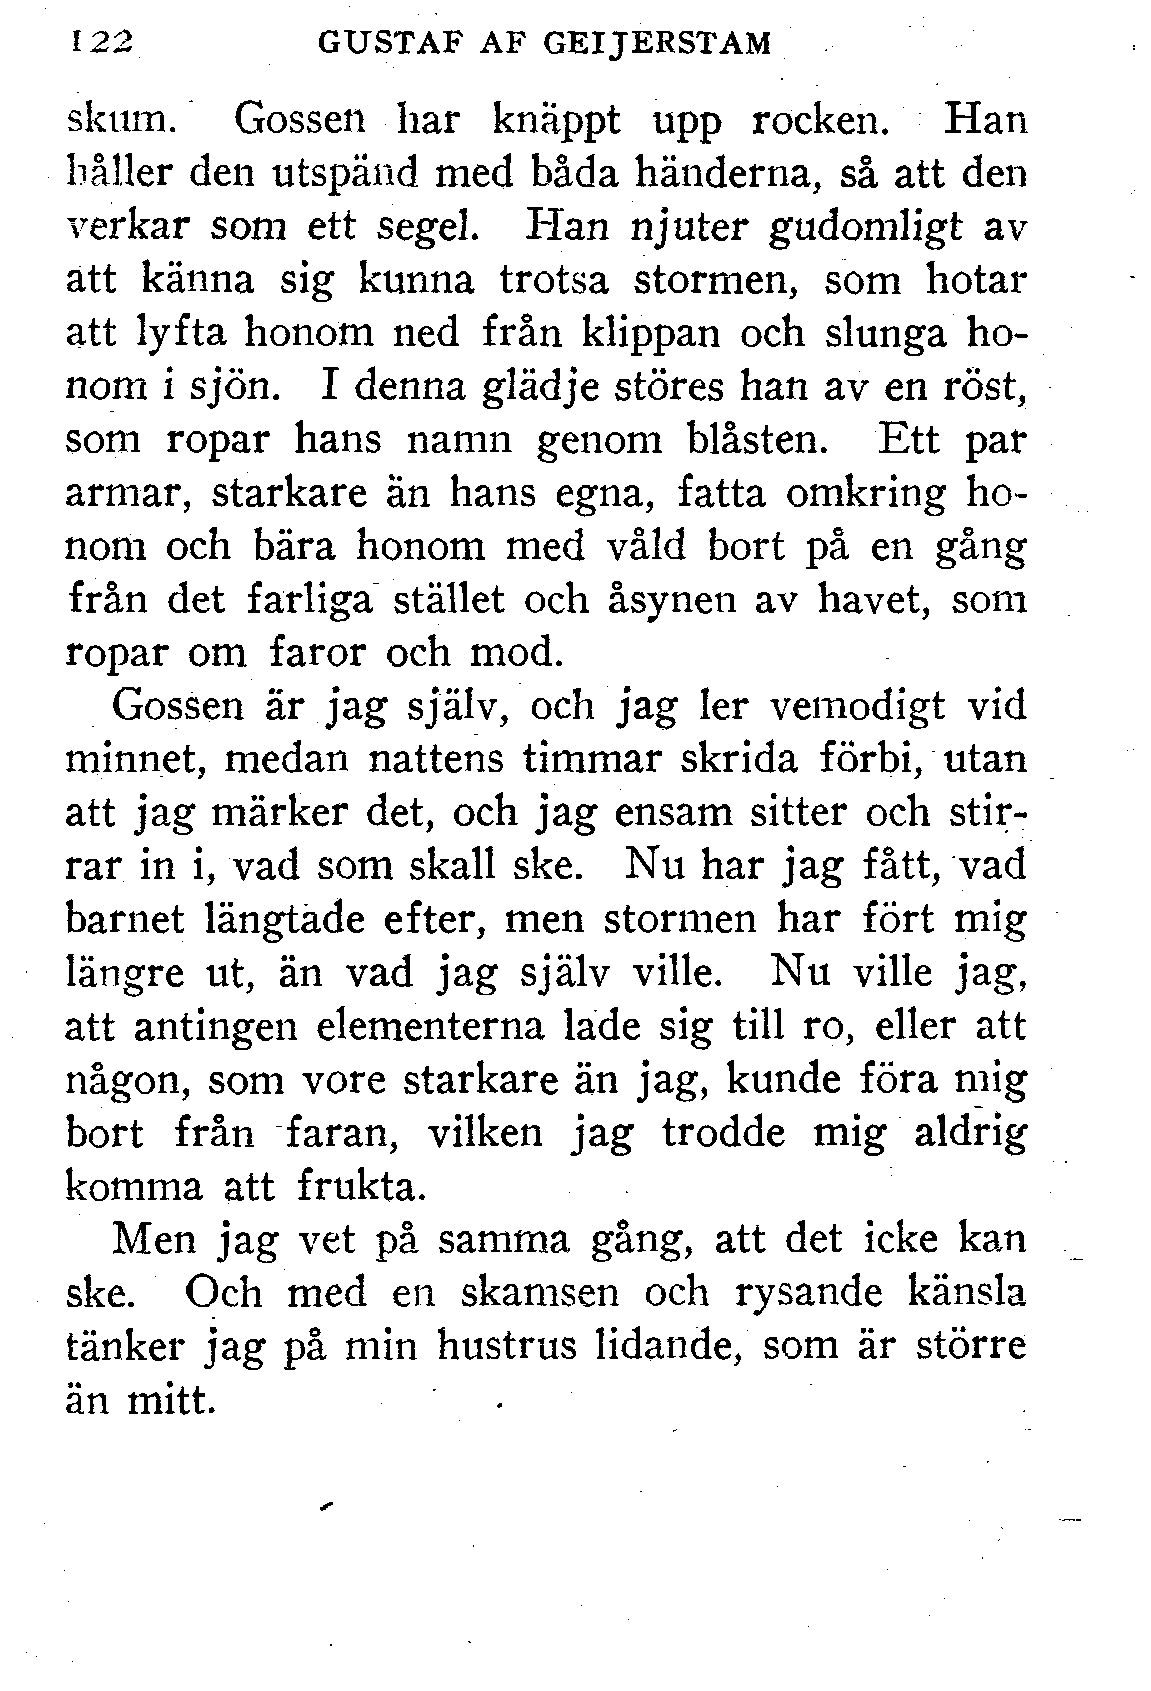 122 GUSTAF AF GEIJERSTAM
skum. Gossen har knäppt upp rocken. Han
håller den utspänd med båda händerna, så att den
verkar som ett segel. Han njuter gudomligt av
att känna sig kunna trotsa stormen, som hotar
att lyfta honom ned från klippan och slunga ho-
nom i sjön. I denna glädje störes han av en röst,
som ropar hans namn genom blåsten. Ett par
armar, starkare än hans egna, fatta omkring ho-
nom och bära honom med våld bort på en gång
från det farliga stället och åsynen av havet, som
ropar om faror och mod.
Gossen är jag själv, och jag ler vemodigt vid
minnet, medan nattens timmar skrida förbi, utan
att jag märker det, och jag ensam sitter och stir-
rar in i, vad som skall ske. Nu har jag fått, vad
barnet längtade efter, men stormen har fört mig
längre ut, än vad jag själv ville. Nu ville jag,
att antingen elementerna lade sig till ro, eller att
någon, som vore starkare än jag, kunde föra mig
bort från faran, vilken jag trodde mig aldrig
komma att frukta.
Men jag vet på samma gång, att det icke kan
ske. Och med en skamsen och rysande känsla
tänker jag på min hustrus lidande, som är större
än mitt.